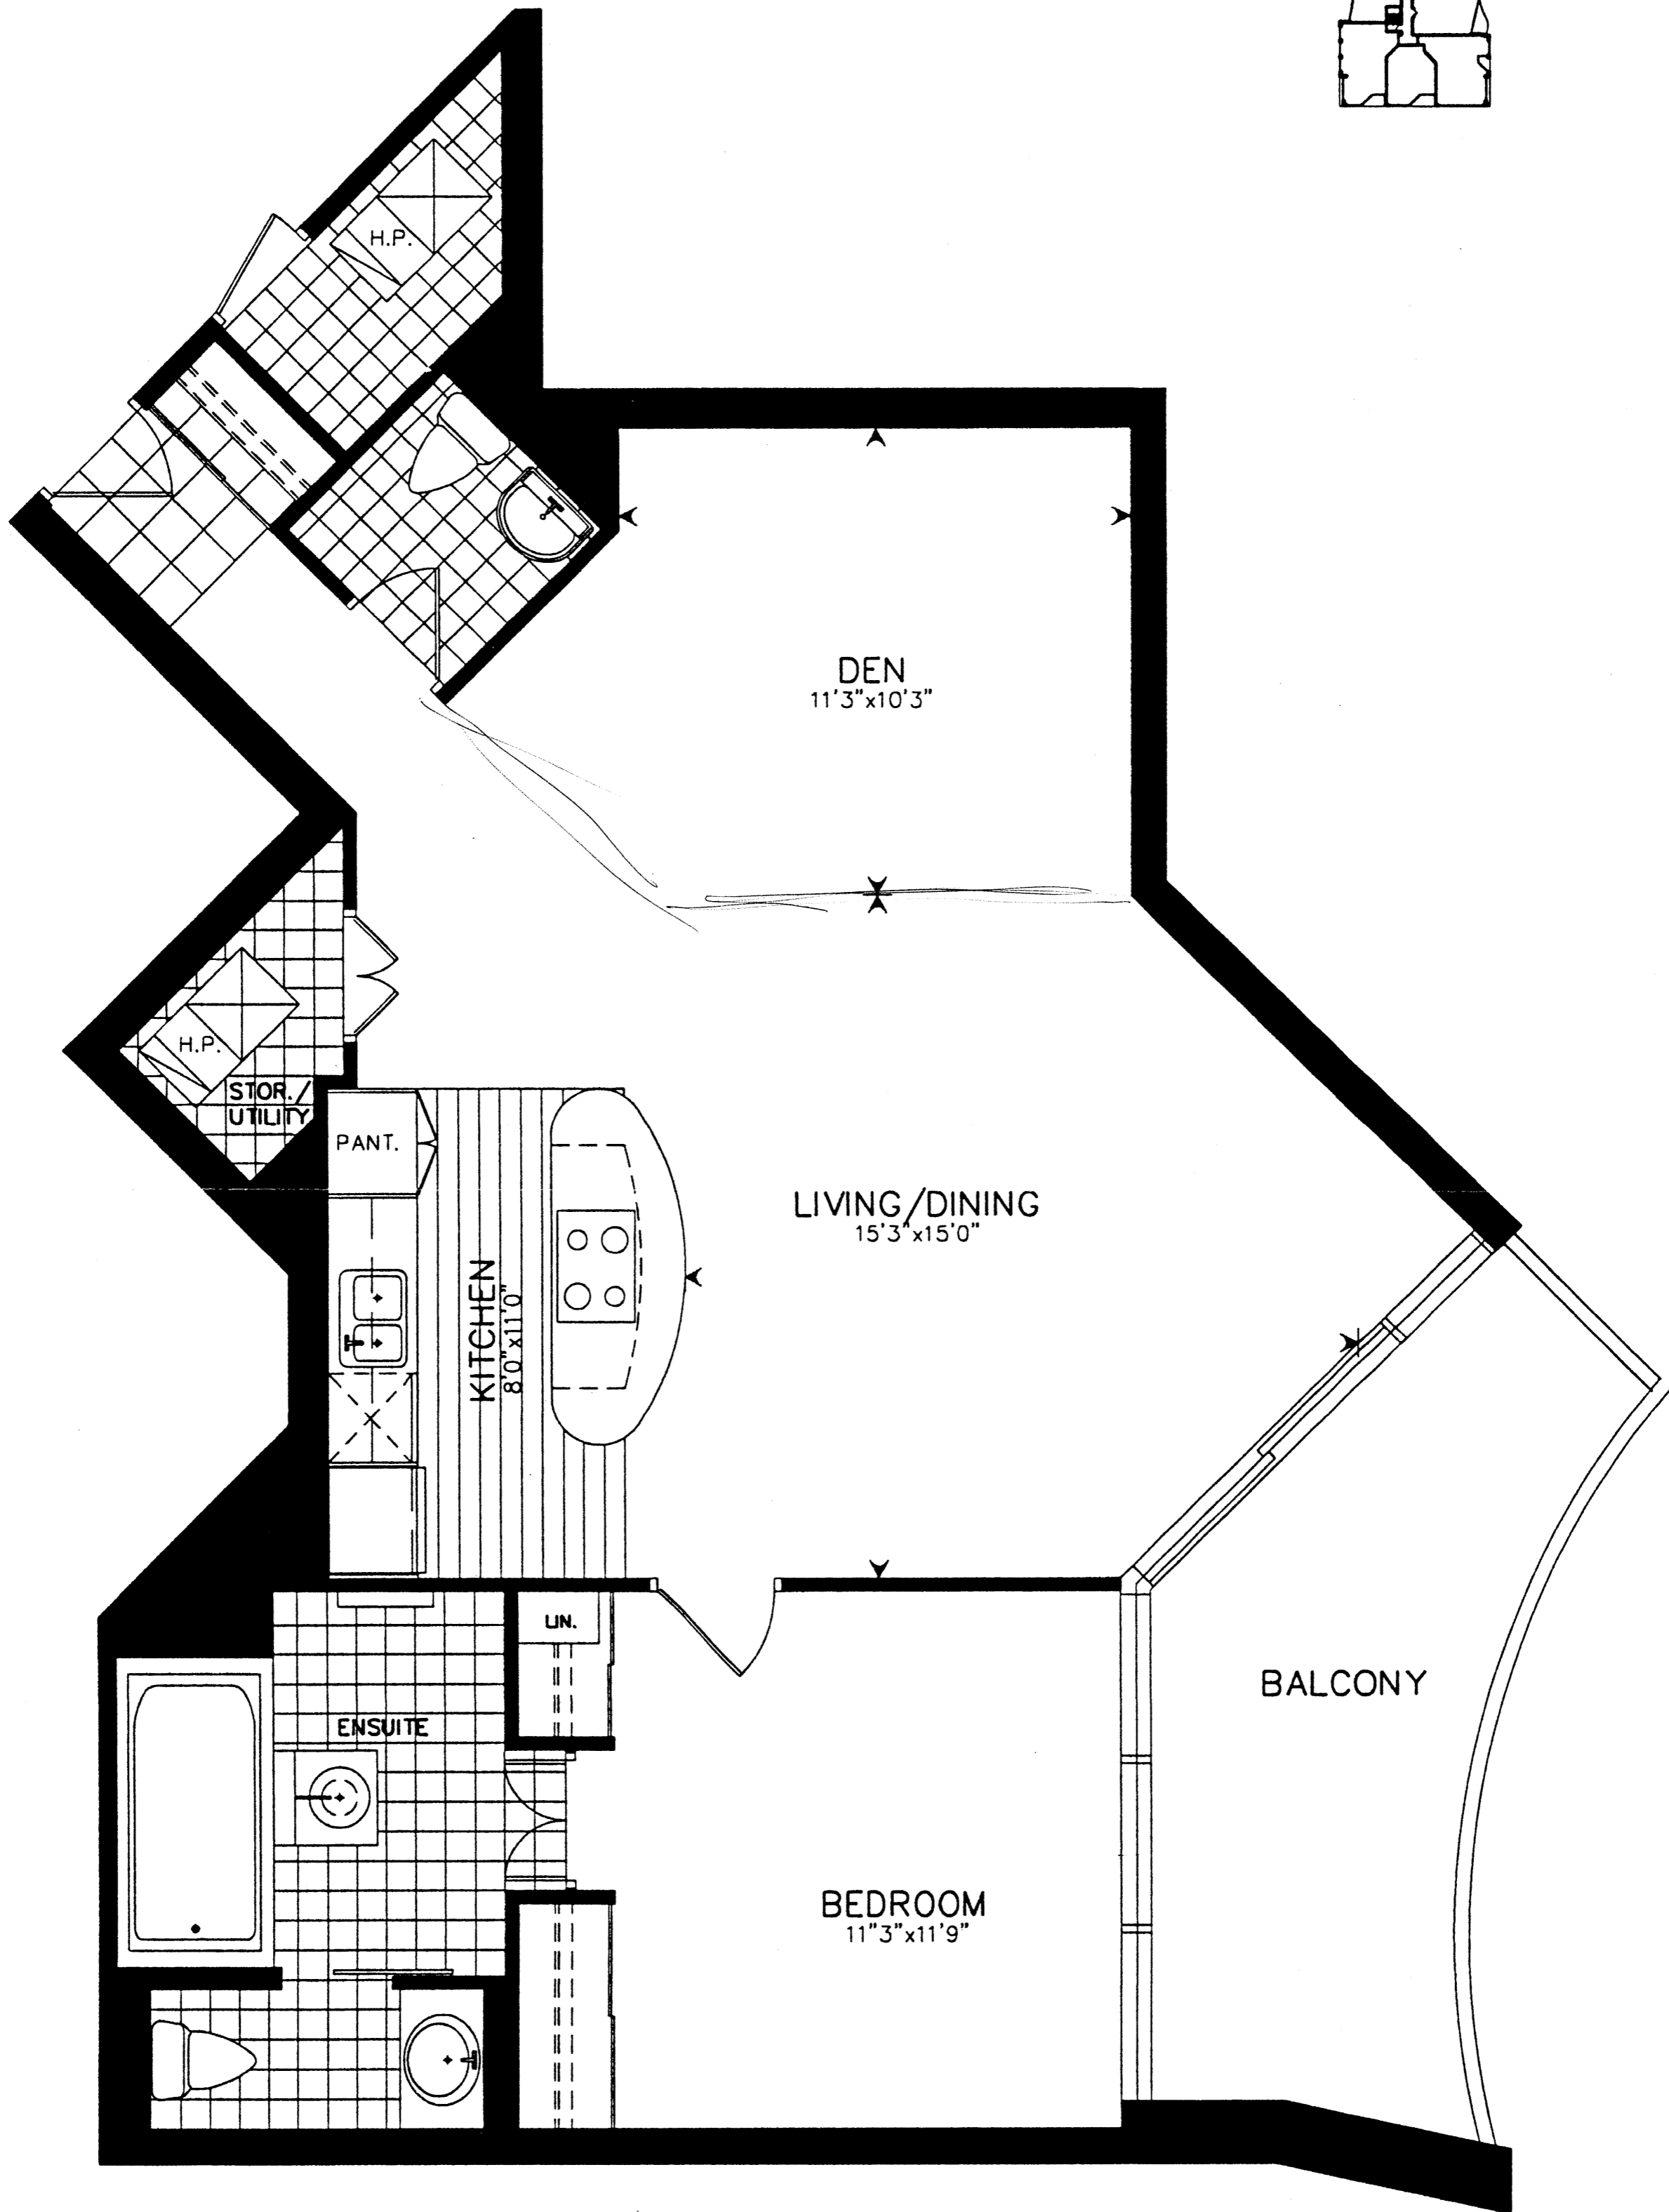 H.P.
DEN
11'3"x10'3"
H.P.
STOR./
UTILITY
PANT.
LIVING/DINING
15'3"x15'0"
KITCHEN
8'0"x11'0"
LIN.
BALCONY
ENSUITE
BEDROOM
11"3"x11'9"